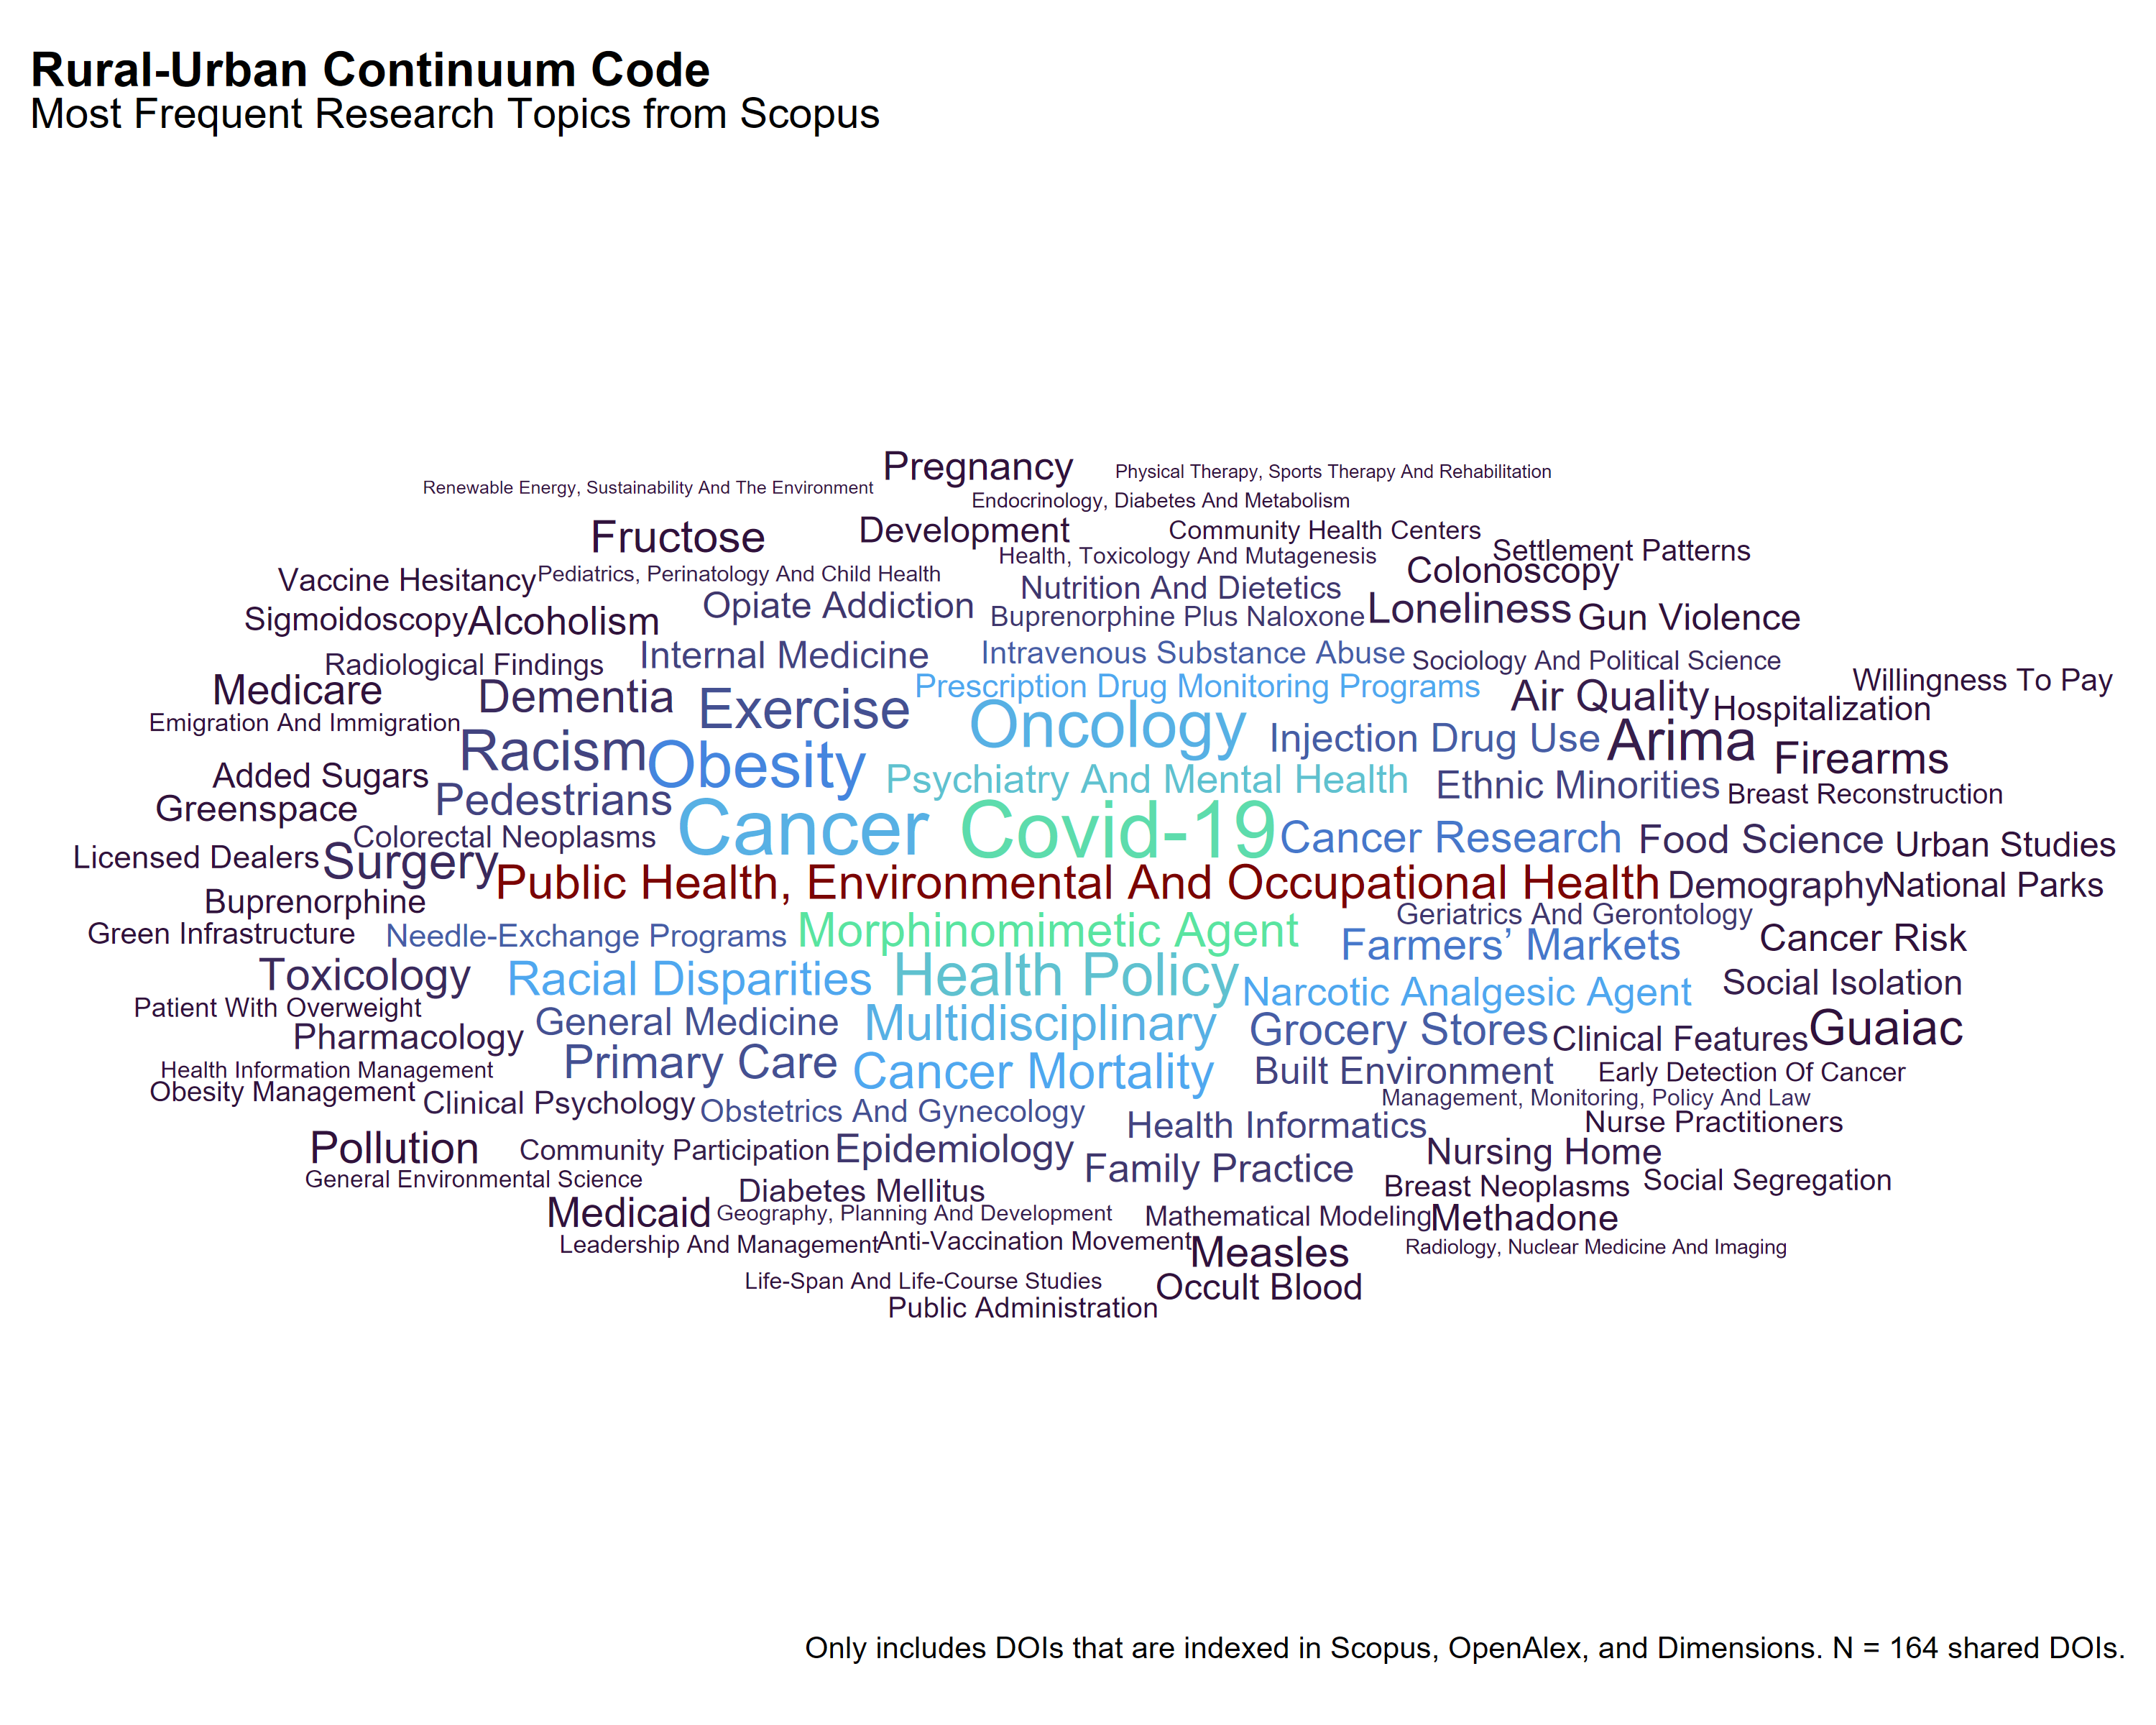 Rural-Urban Continuum Code
Most Frequent Research Topics from Scopus
Pregnancy
Physical Therapy, Sports Therapy And Rehabilitation
Renewable Energy, Sustainability And The Environment
Endocrinology, Diabetes And Metabolism
Fructose
Development
Community Health Centers
Health, Toxicology And Mutagenesis
Settlement Patterns
Vaccine Hesitancy
Pediatrics, Perinatology And Child Health
Colonoscopy
Nutrition And Dietetics
Sigmoidoscopy
Alcoholism
Opiate Addiction
Buprenorphine Plus Naloxone
Loneliness
Gun Violence
Radiological Findings
Internal Medicine
Intravenous Substance Abuse
Sociology And Political Science
Willingness To Pay
Medicare
Dementia
Exercise
Prescription Drug Monitoring Programs
Air Quality
Hospitalization
Emigration And Immigration
Oncology
Injection Drug Use
Arima
Firearms
Racism
Obesity
Added Sugars
Psychiatry And Mental Health
Ethnic Minorities
Breast Reconstruction
Greenspace
Pedestrians
Colorectal Neoplasms
Cancer
Covid-19
Cancer Research
Food Science
Urban Studies
Licensed Dealers
Surgery
Public Health, Environmental And Occupational Health
Demography
National Parks
Buprenorphine
Geriatrics And Gerontology
Green Infrastructure
Needle-Exchange Programs
Morphinomimetic Agent
Farmers’ Markets
Cancer Risk
Toxicology
Racial Disparities
Health Policy
Narcotic Analgesic Agent
Social Isolation
Patient With Overweight
General Medicine
Multidisciplinary
Grocery Stores
Clinical Features
Guaiac
Pharmacology
Primary Care
Cancer Mortality
Built Environment
Early Detection Of Cancer
Health Information Management
Obesity Management
Clinical Psychology
Obstetrics And Gynecology
Management, Monitoring, Policy And Law
Health Informatics
Nurse Practitioners
Pollution
Community Participation
Epidemiology
Family Practice
Nursing Home
General Environmental Science
Diabetes Mellitus
Breast Neoplasms
Social Segregation
Medicaid
Geography, Planning And Development
Mathematical Modeling
Methadone
Leadership And Management
Anti-Vaccination Movement
Measles
Radiology, Nuclear Medicine And Imaging
Life-Span And Life-Course Studies
Occult Blood
Public Administration
Only includes DOIs that are indexed in Scopus, OpenAlex, and Dimensions. N = 164 shared DOIs.